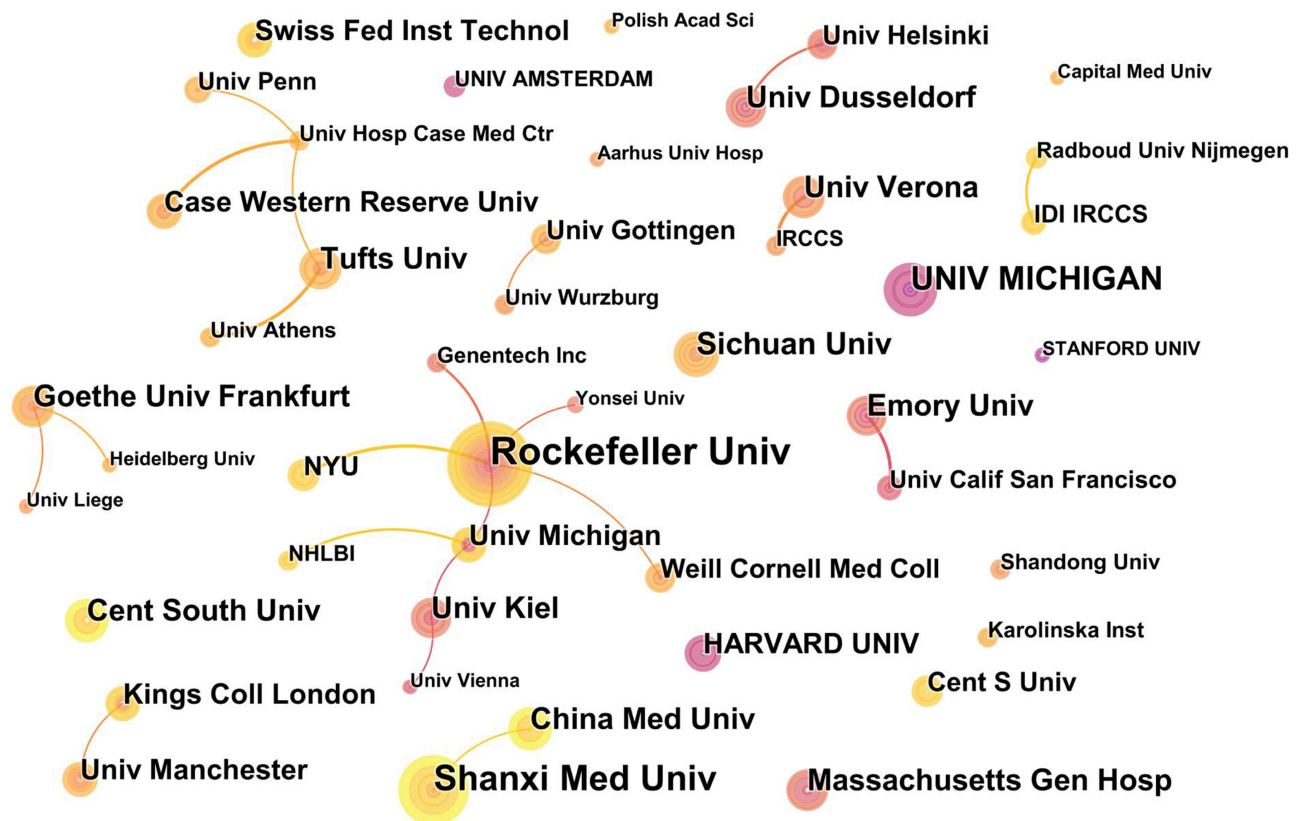 Swiss Fed Inst Technol
Polish Acad Sci
Univ Helsinki
Univ Penn
UNIV AMSTERDAM
Capital Med Univ
Univ Dusseldorf
Univ Hosp Case Med Ctr
Aarhus Univ Hosp
Radboud Univ Nijmegen
Case Western Reserve Univ
Univ Verona
IDI IRCCS
Univ Gottingen
IRCCS
Tufts Univ
UNIV MICHIGAN
Univ Wurzburg
Univ Athens
Sichuan Univ
STANFORD UNIV
Genentech Inc
Goethe Univ Frankfurt
Yonsei Univ
Emory Univ
Rockefeller Univ
Heidelberg Univ
NYU
Univ Calif San Francisco
Univ Liege
Univ Michigan
NHLBI
Weill Cornell Med Coll
Shandong Univ
Cent South Univ
Univ Kiel
HARVARD UNIV
Karolinska Inst
Univ Vienna
Cent S Univ
Kings Coll London
China Med Univ
Univ Manchester
Shanxi Med Univ
Massachusetts Gen Hosp